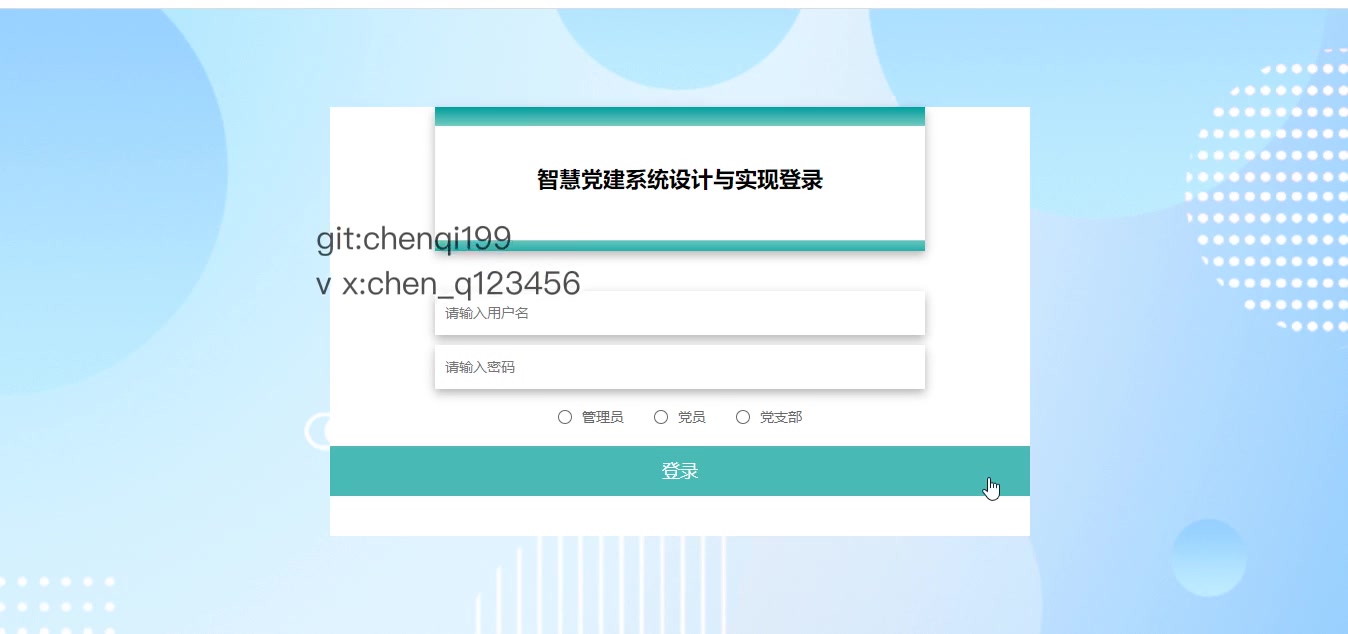 智慧党建系统设计与实现登录
git:chenqi199
v x:chen_q123456
请输入用户名
请输入密码
管理员 党员 党支部
登录